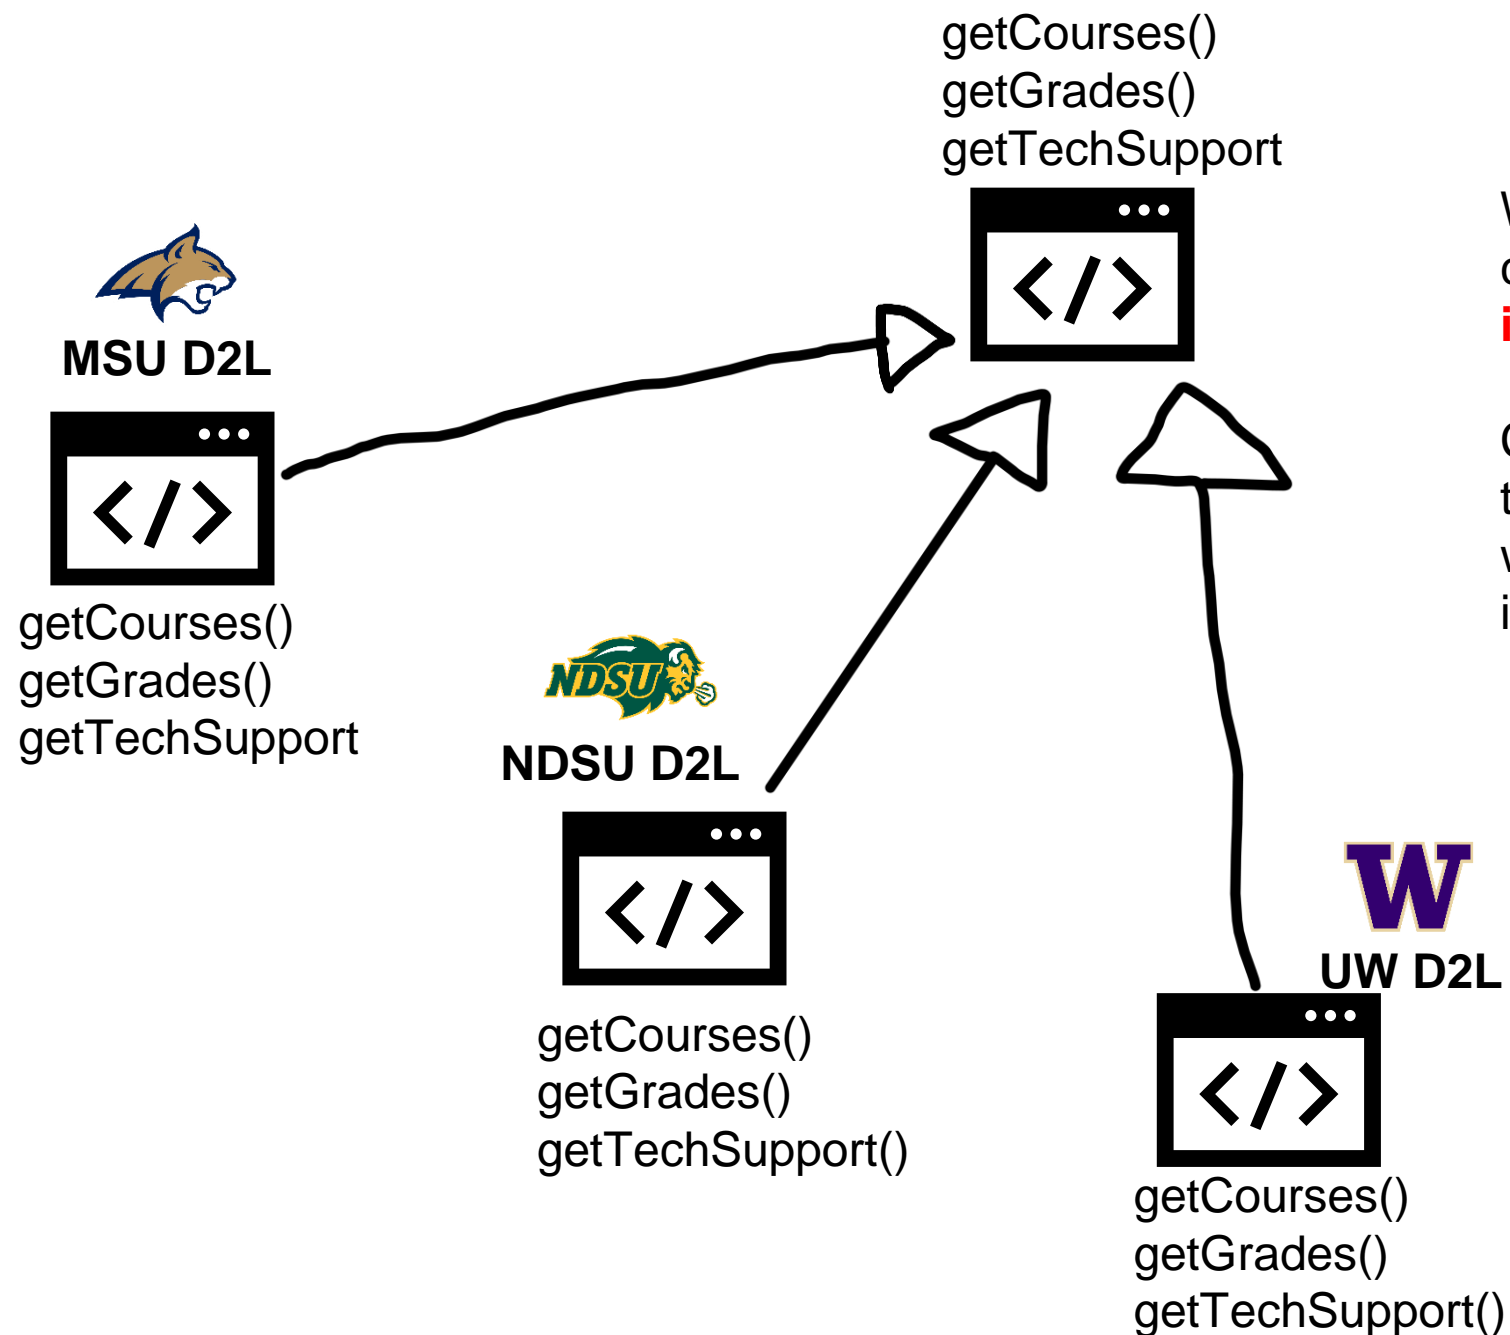 getCourses()
getGrades()
getTechSupport
MSU D2L
getCourses()
getGrades()
getTechSupport
NDSU
NDSU D2L
getCourses()
getGrades()
getTechSupport()
W
UW D2L
getCourses()
getGrades()
getTechSupport()